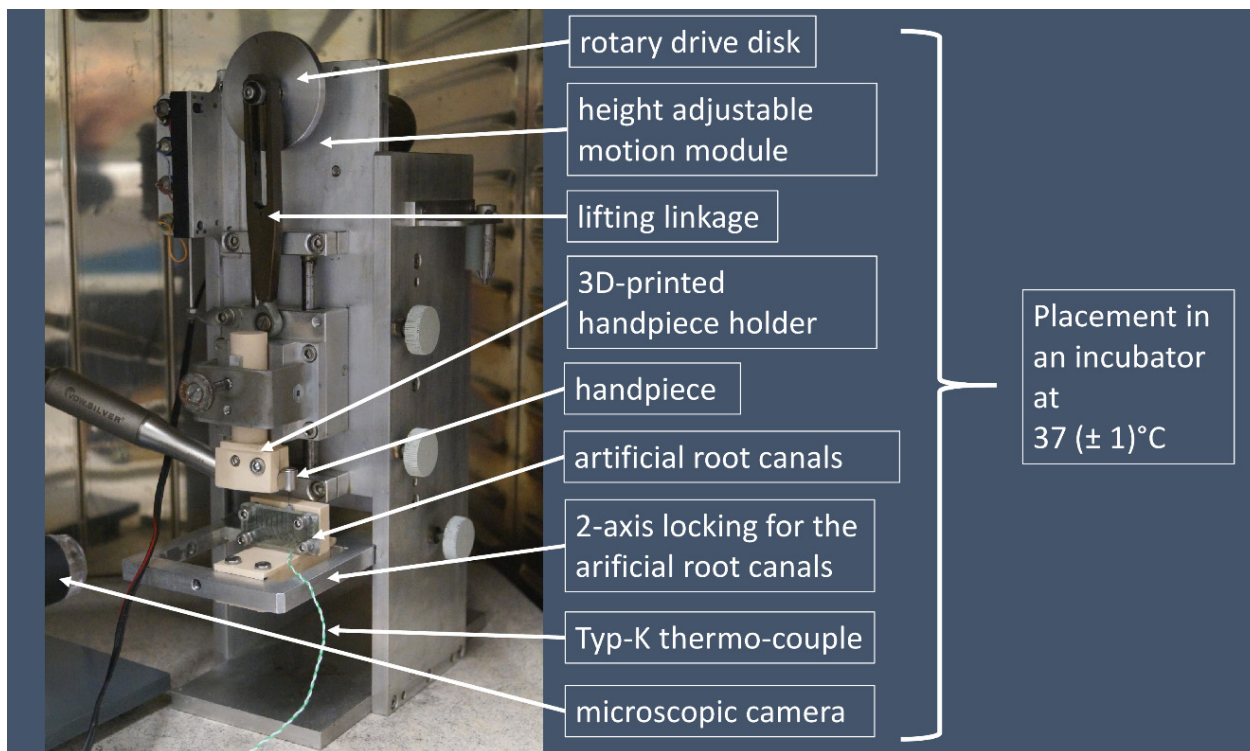 rotary drive disk
height adjustable
motion module
lifting linkage
3D-printed
handpiece holder
handpiece
artificial root canals
2-axis locking for the
arificial root canals
Typ-K thermo-couple
microscopic camera
Placement in
an incubator
at
37 (± 1)°C